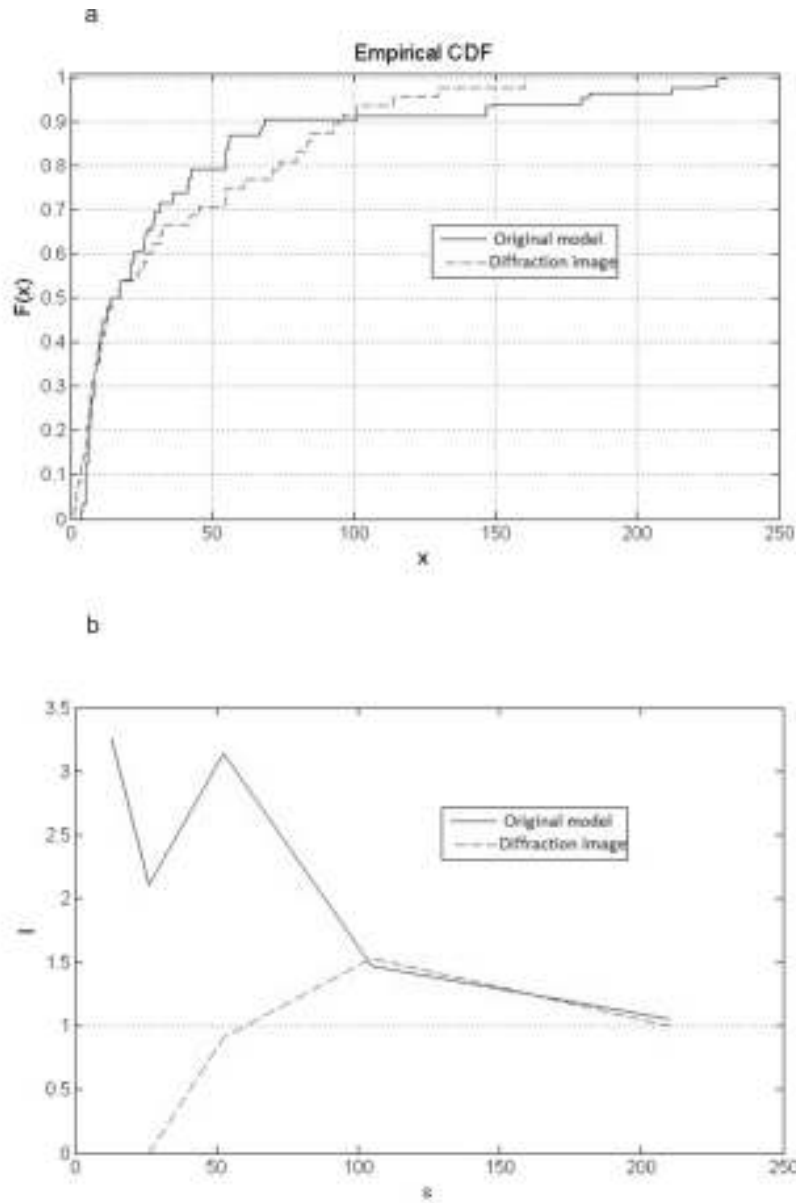 a
Empirical CDF
1
0.9
0.8
0.7
0.6
0.5
0.4
0.3
0.2
0.1
0
F(x)
Original model
Diffraction image
0 50 100 150 200 250
x
b
3.5
3
2.5
2
1.5
1
0.5
0
I
Original model
Diffraction image
0 50 100 150 200 250
ε